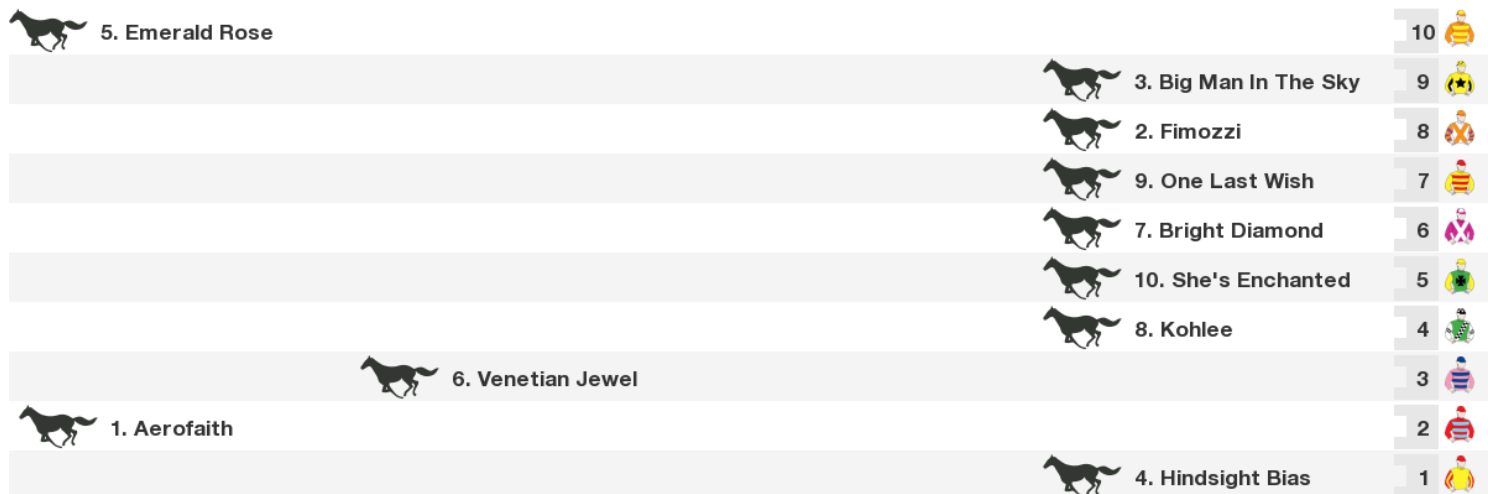 5. Emerald Rose 10
3. Big Man In The Sky 9
2. Fimozzi 8
9. One Last Wish 7
7. Bright Diamond 6
10. She's Enchanted 5
8. Kohlee 4
6. Venetian Jewel 3
1. Aerofaith 2
4. Hindsight Bias 1